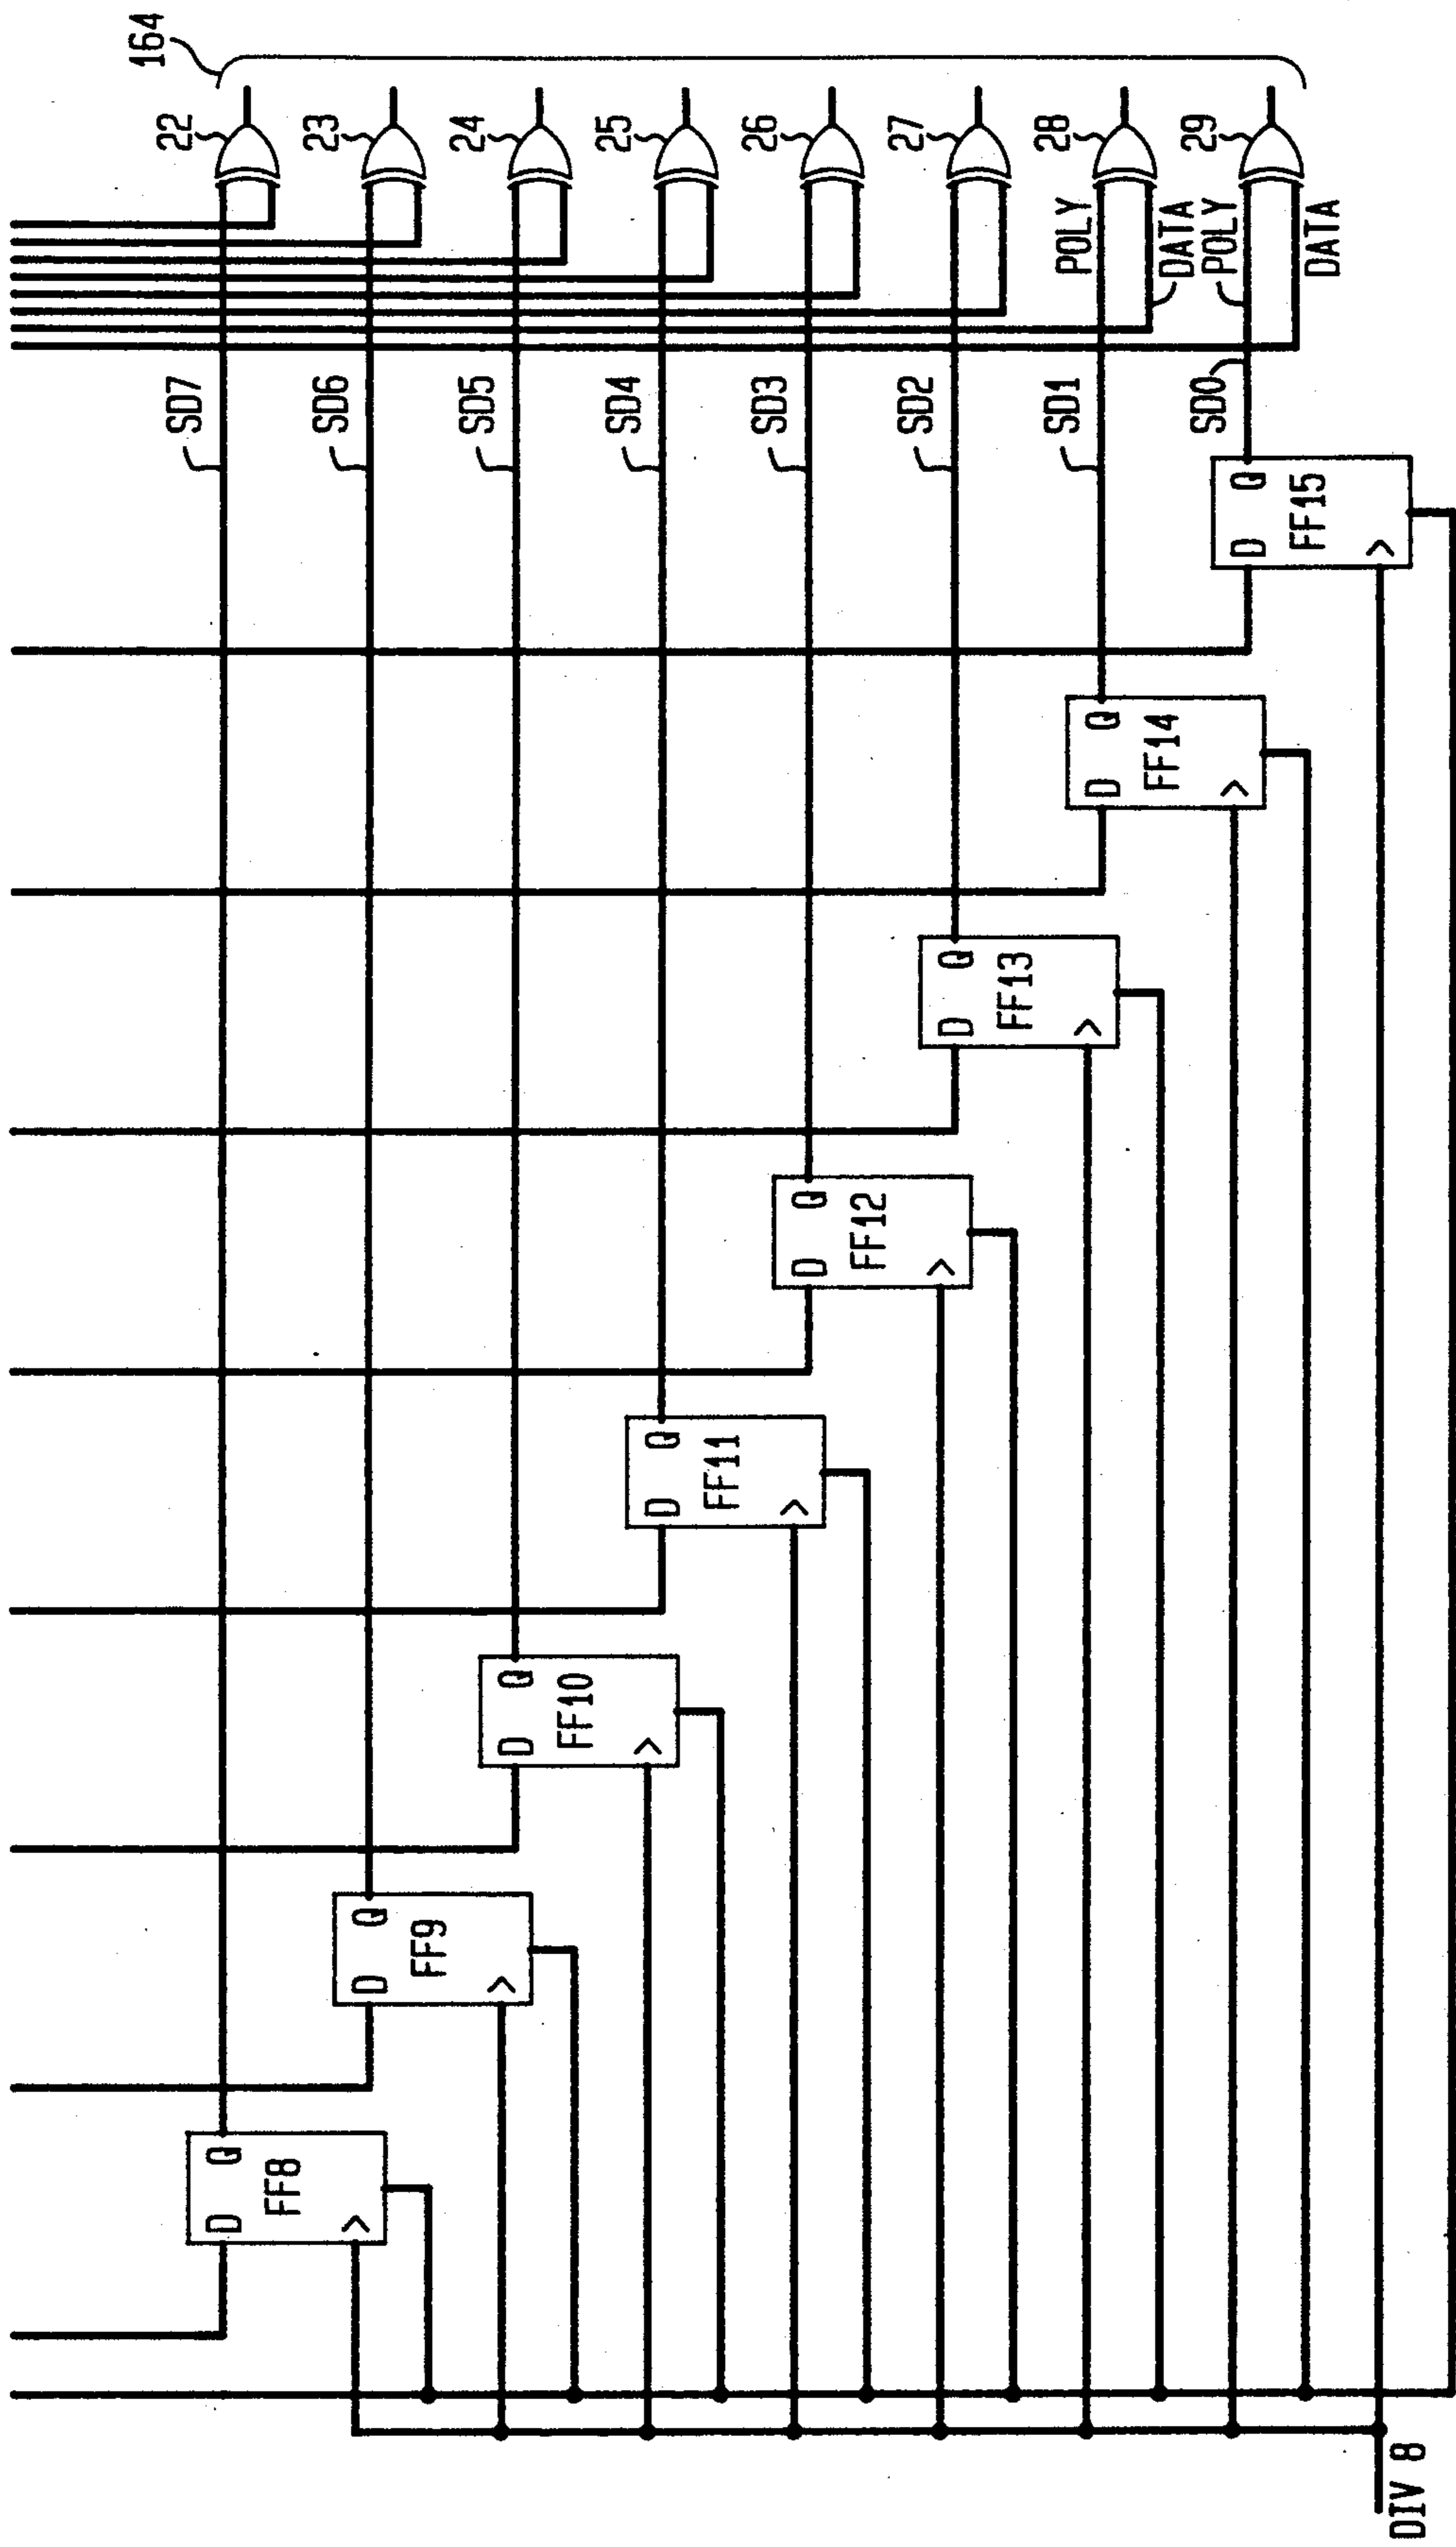 164
22
23
24
25
26
27
28
29
POLY
DATA
POLY
DATA
SD7
SD6
SD5
SD4
SD3
SD2
SD1
SD0
D Q
FF8
D Q
FF9
D Q
FF10
D Q
FF11
D Q
FF12
D Q
FF13
D Q
FF14
D Q
FF15
DIV 8